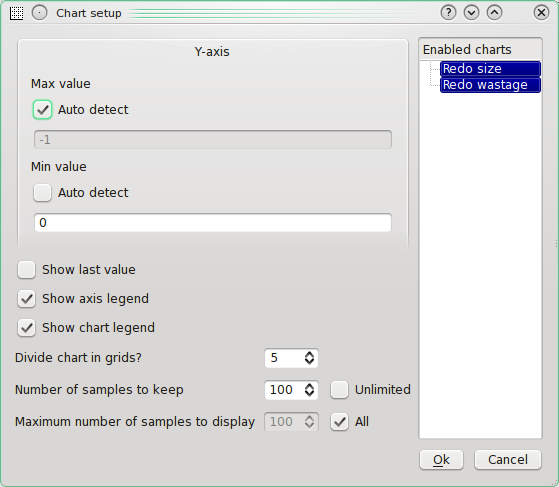 Chart setup
Y-axis
Max value
Auto detect
-1
Min value
Auto detect
0
Show last value
Show axis legend
Show chart legend
Divide chart in grids? 5
Number of samples to keep 100 Unlimited
Maximum number of samples to display 100 All
Enabled charts
Redo size
Redo wastage
Ok Cancel